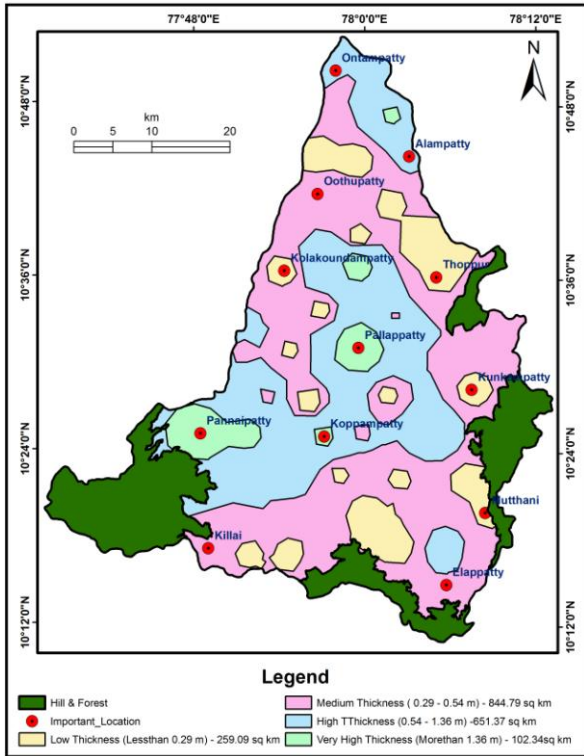 77°48'0"E
78°0'0"E
78°12'0"E
Ontampatty
N
10°48'0"N
10°48'0"N
km
0 5 10 20
Alampatty
Oothupatty
Kolakoundampatty
Thoppur
10°36'0"N
10°36'0"N
Pallappatty
Pannaipatty
Koppampatty
10°24'0"N
10°24'0"N
Killai
Elappatty
10°12'0"N
10°12'0"N
Legend
Hill & Forest
Important_Location
Low Thickness (Lessthan 0.29 m) - 259.09 sq km
Medium Thickness ( 0.29 - 0.54 m) - 844.79 sq km
High TThickness (0.54 - 1.36 m) -651.37 sq km
Very High Thickness (Morethan 1.36 m) - 102.34sq km